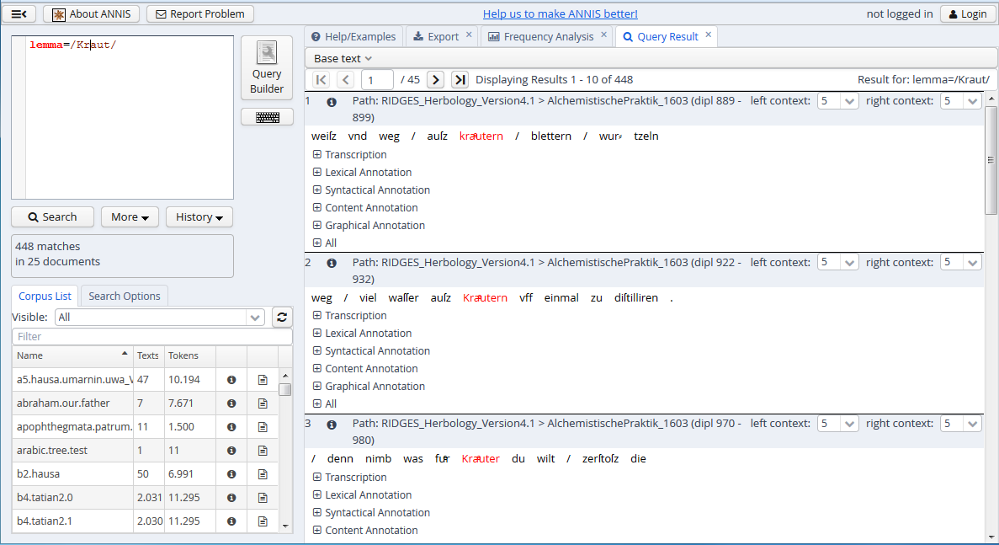 About ANNIS Report Problem Help us to make ANNIS better! not logged in Login
lemma=/Kraut/
Query
Builder
Search More History
448 matches
in 25 documents
Corpus List Search Options
Visible: All
Filter
Name Texts Tokens
a5.hausa.umarnin.uwa_V 47 10.194
abraham.our.father 7 7.671
apophthegmata.patrum. 11 1.500
arabic.tree.test 1 11
b2.hausa 50 6.991
b4.tatian2.0 2.031 11.295
b4.tatian2.1 2.030 11.295
Help/Examples Export × Frequency Analysis × Query Result ×
Base text
1 / 45 Displaying Results 1 - 10 of 448 Result for: lemma=/Kraut/
1 Path: RIDGES_Herbology_Version4.1 > AlchemistischePraktik_1603 (dipl 889 - left context: 5 right context: 5
899)
weiſz vnd weg / auſz kraͤutern / blettern / wur⸗ tzeln
Transcription
Lexical Annotation
Syntactical Annotation
Content Annotation
Graphical Annotation
All
2 Path: RIDGES_Herbology_Version4.1 > AlchemistischePraktik_1603 (dipl 922 - left context: 5 right context: 5
932)
weg / viel waſſer auſz Kraͤutern vff einmal zu diſtilliren .
Transcription
Lexical Annotation
Syntactical Annotation
Content Annotation
Graphical Annotation
All
3 Path: RIDGES_Herbology_Version4.1 > AlchemistischePraktik_1603 (dipl 970 - left context: 5 right context: 5
980)
/ denn nimb was fuͤr Kraͤuter du wilt / zerſtoſz die
Transcription
Lexical Annotation
Syntactical Annotation
Content Annotation